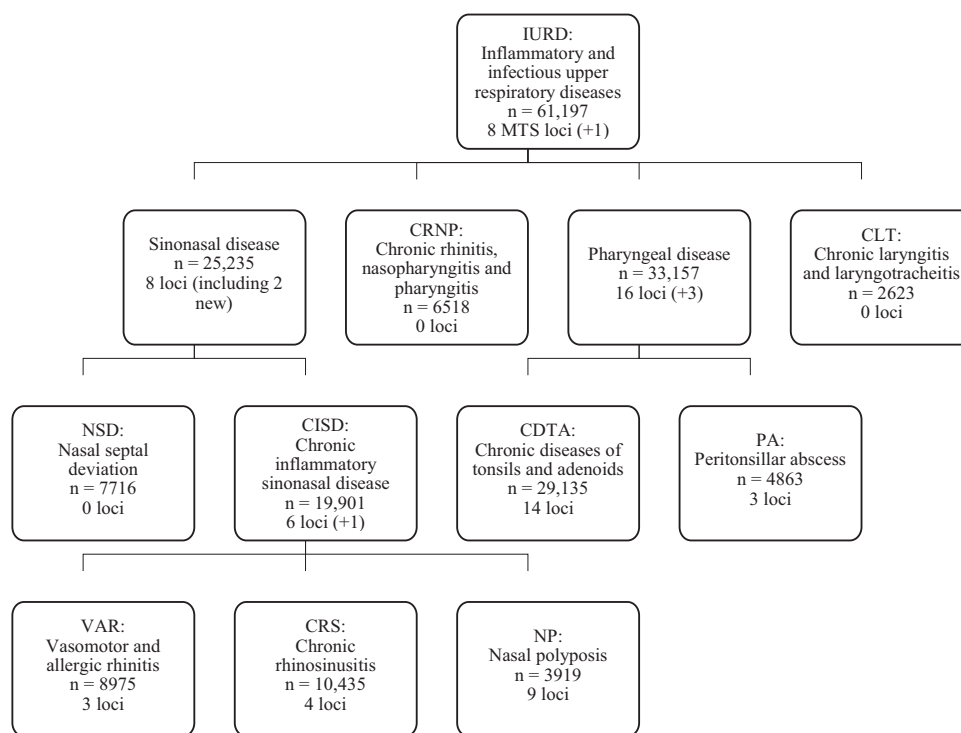 IURD:
Inflammatory and
infectious upper
respiratory diseases
n = 61,197
8 MTS loci (+1)
Sinonasal disease
n = 25,235
8 loci (including 2
new)
CRNP:
Chronic rhinitis,
nasopharyngitis and
pharyngitis
n = 6518
0 loci
Pharyngeal disease
n = 33,157
16 loci (+3)
CLT:
Chronic laryngitis
and laryngotracheitis
n = 2623
0 loci
NSD:
Nasal septal
deviation
n = 7716
0 loci
CISD:
Chronic
inflammatory
sinonasal disease
n = 19,901
6 loci (+1)
CDTA:
Chronic diseases of
tonsils and adenoids
n = 29,135
14 loci
PA:
Peritonsillar abscess
n = 4863
3 loci
VAR:
Vasomotor and
allergic rhinitis
n = 8975
3 loci
CRS:
Chronic
rhinosinusitis
n = 10,435
4 loci
NP:
Nasal polyposis
n = 3919
9 loci